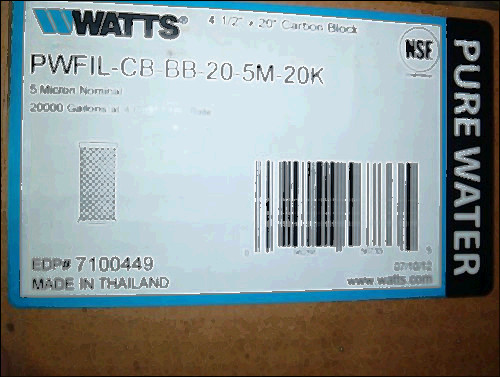 WATTS® 4 1/2" x 20" Carbon Block
NSF
PWFIL-CB-BB-20-5M-20K
5 Micron Nominal
20000 Gallons at
PURE WATER
EDP# 7100449
MADE IN THAILAND
07/10/12
www.watts.com